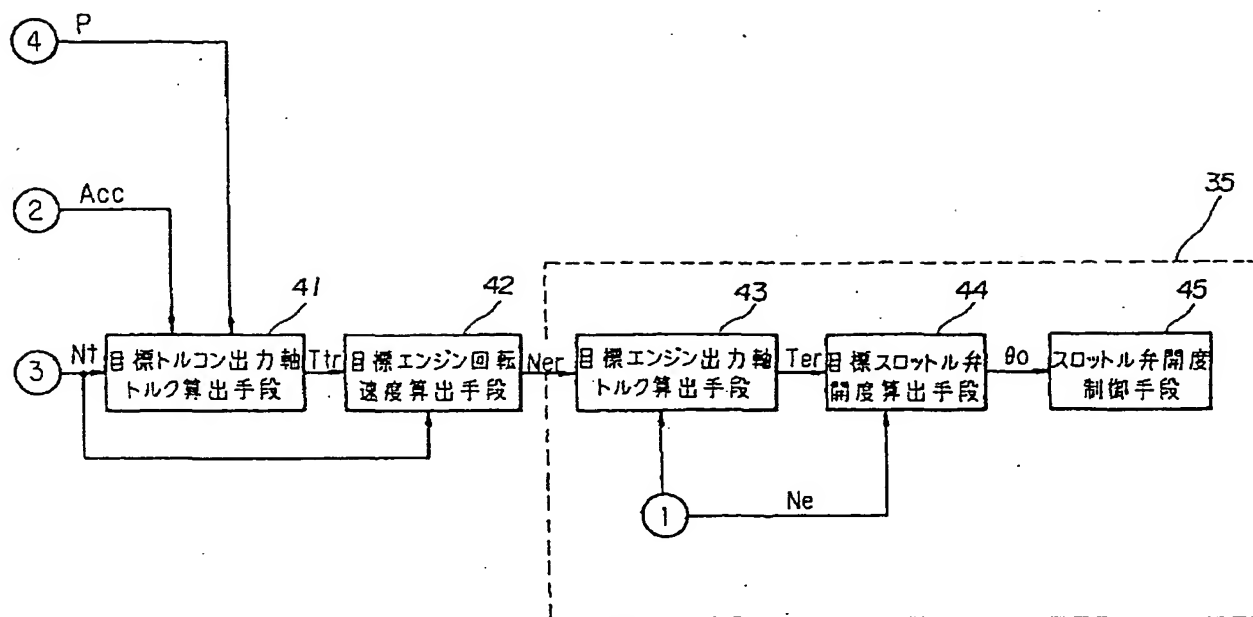 4 P
2 Acc
35
41
42
43
44
45
3 Nt
目標トルコン出力軸
トルク算出手段
Ttr
目標エンジン回転
速度算出手段
Ner
目標エンジン出力軸
トルク算出手段
Ter
目標スロットル弁
開度算出手段
θo
スロットル弁開度
制御手段
1 Ne